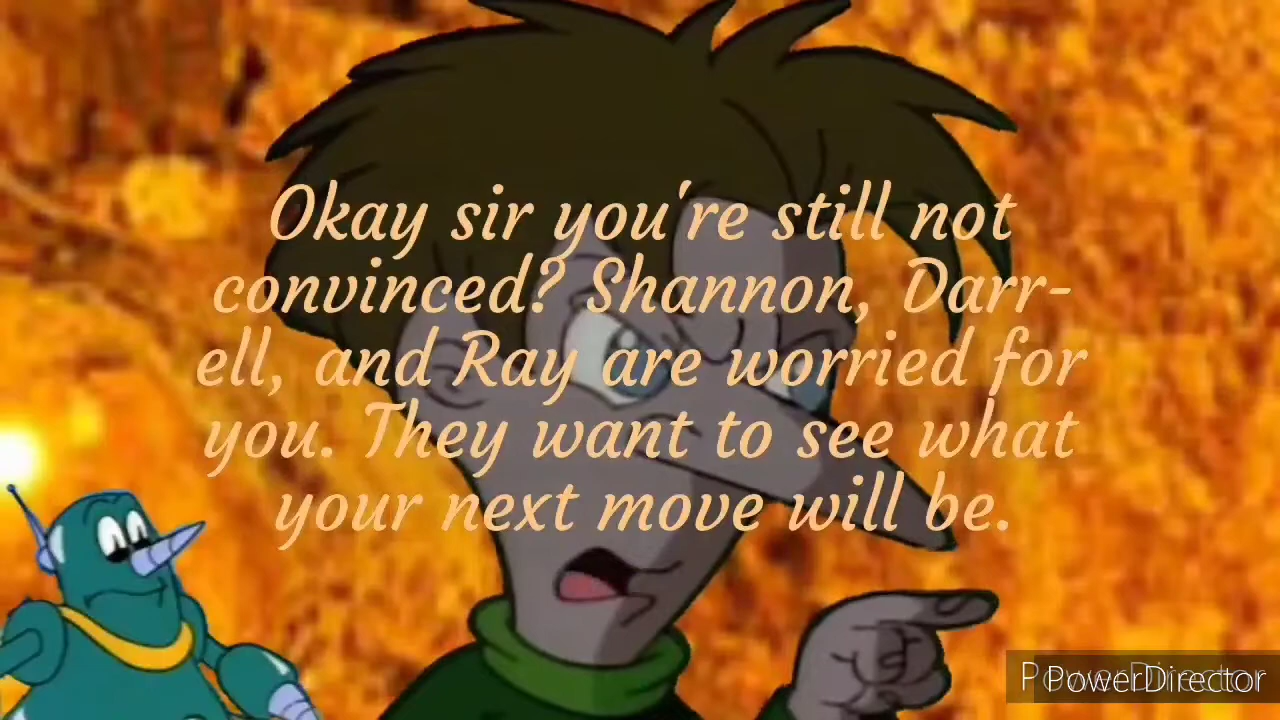 Okay sir you're still not
convinced? Shannon, Darr-
ell, and Ray are worried for
you. They want to see what
your next move will be.
PowerDirector
PowerDirector